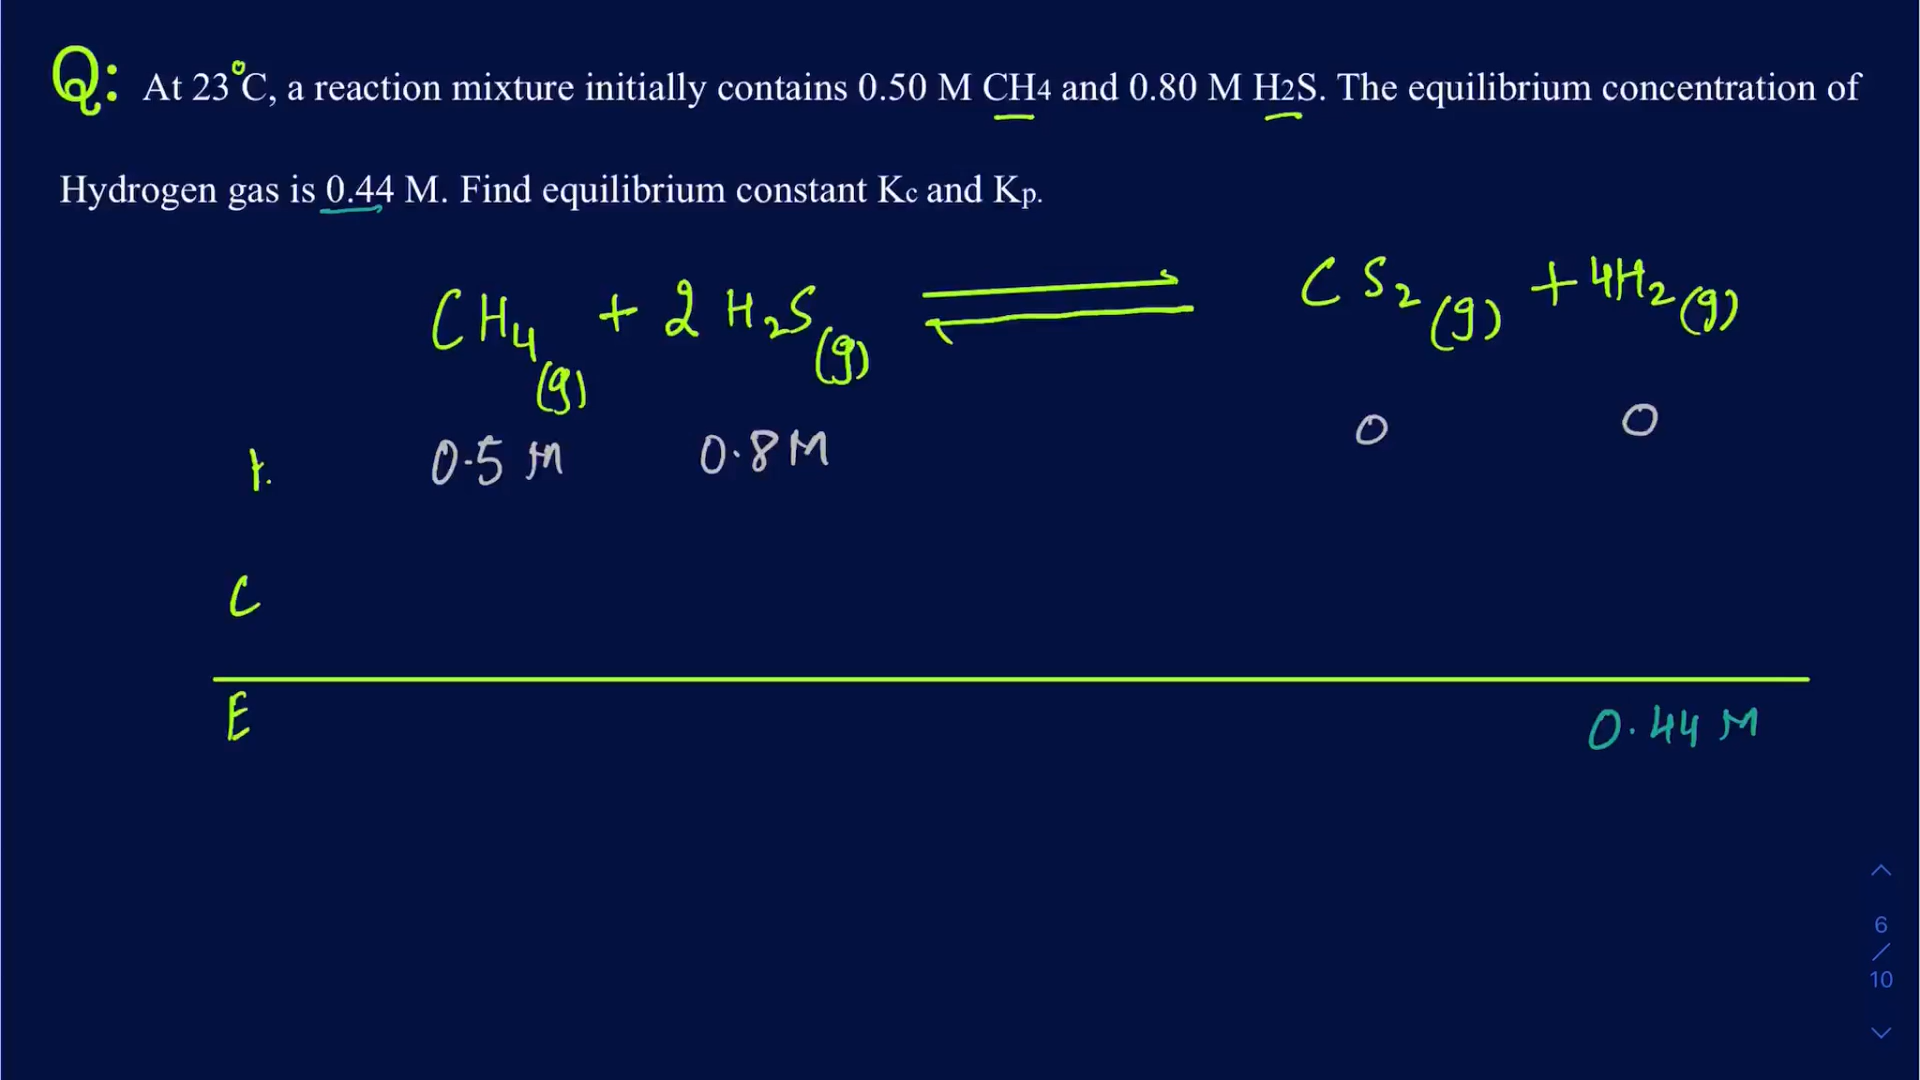 Q: At 23°C, a reaction mixture initially contains 0.50 M CH4 and 0.80 M H2S. The equilibrium concentration of
Hydrogen gas is 0.44 M. Find equilibrium constant Kc and Kp.
CH4(g) + 2 H2S(g) ⇌ CS2(g) + 4H2(g)
I. 0.5 M 0.8 M 0 0
C
E 0.44 M
6
/
10